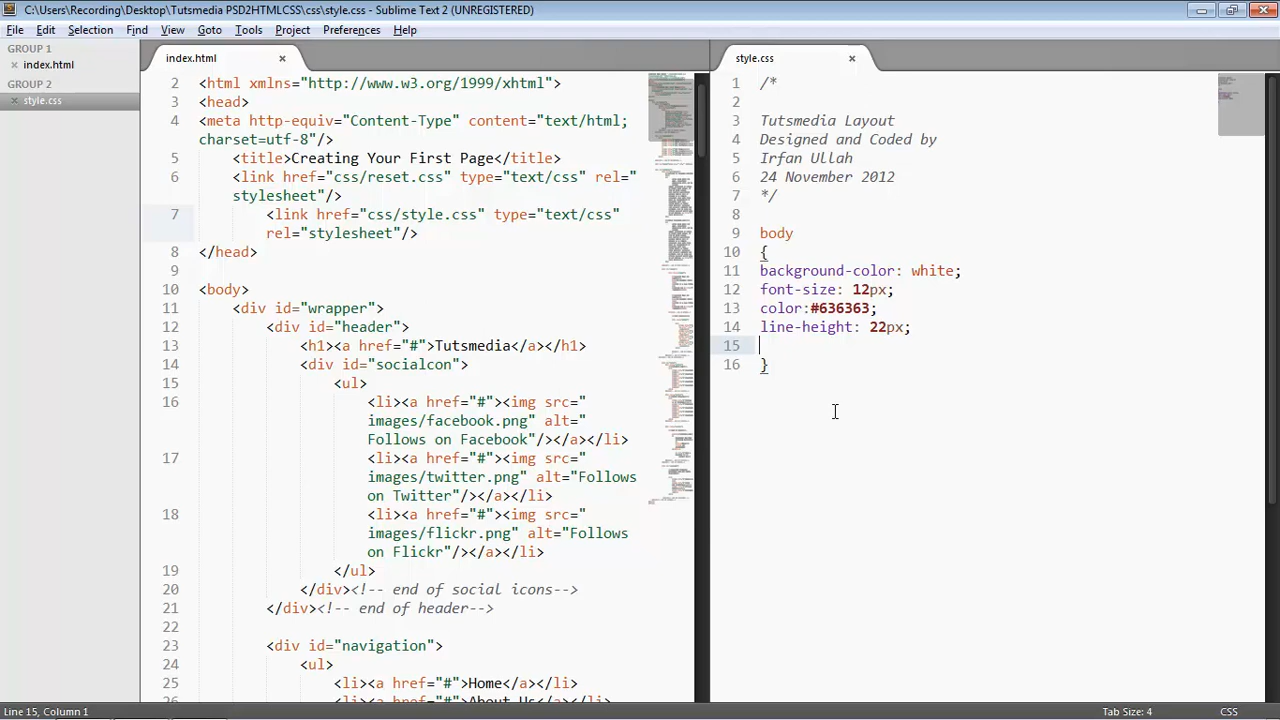 C:\Users\Recording\Desktop\Tutsmedia PSD2HTMLCSS\css\style.css - Sublime Text 2 (UNREGISTERED)
File Edit Selection Find View Goto Tools Project Preferences Help
GROUP 1
index.html
GROUP 2
style.css
index.html
2 <html xmlns="http://www.w3.org/1999/xhtml">
3 <head>
4 <meta http-equiv="Content-Type" content="text/html;
charset=utf-8"/>
5 <title>Creating Your First Page</title>
6 <link href="css/reset.css" type="text/css" rel="
stylesheet"/>
7 <link href="css/style.css" type="text/css"
rel="stylesheet"/>
8 </head>
9
10 <body>
11 <div id="wrapper">
12 <div id="header">
13 <h1><a href="#">Tutsmedia</a></h1>
14 <div id="socialicon">
15 <ul>
16 <li><a href="#"><img src="
images/facebook.png" alt="
Follow on Facebook"/></a></li>
17 <li><a href="#"><img src="
images/twitter.png" alt="Follows
on Twitter"/></a></li>
18 <li><a href="#"><img src="
images/flickr.png" alt="Follows
on Flickr"/></a></li>
19 </ul>
20 </div><!-- end of social icons-->
21 </div><!-- end of header-->
22
23 <div id="navigation">
24 <ul>
25 <li><a href="#">Home</a></li>
26 <li><a href="#">About Us</a></li>
style.css
1 /*
2
3 Tutsmedia Layout
4 Designed and Coded by
5 Irfan Ullah
6 24 November 2012
7 */
8
9 body
10 {
11 background-color: white;
12 font-size: 12px;
13 color:#636363;
14 line-height: 22px;
15
16 }
Line 15, Column 1
Tab Size: 4
CSS